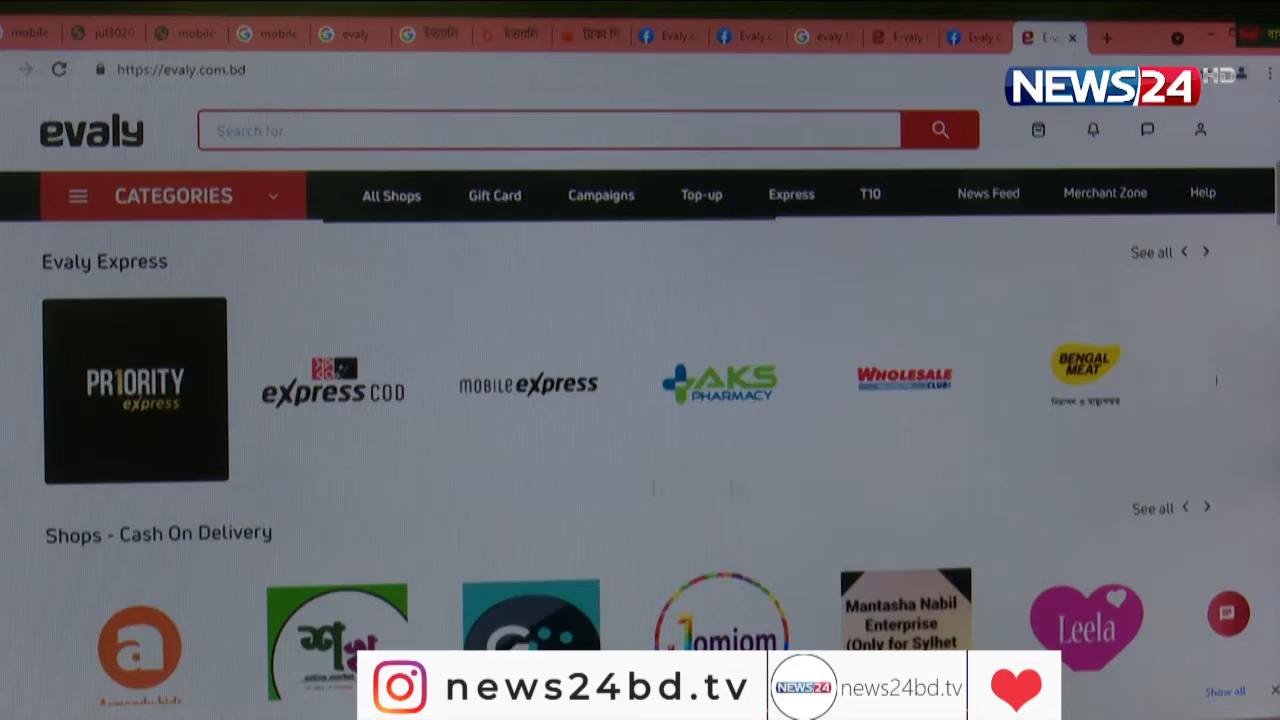 mobile
jul3020
mobile
mobile
evaly
ইভ্যালি
ইভ্যালি
Evaly.c
Evaly.c
evaly
E-valy
Evaly
E-v
https://evaly.com.bd
NEWS24 HD
evaly
Search for
CATEGORIES
All Shops
Gift Card
Campaigns
Top-up
Express
T10
News Feed
Merchant Zone
Help
Evaly Express
See all
PR1ORITY
express
express COD
MOBILE express
AKS
PHARMACY
WHOLESALE
CLUB!
BENGAL
MEAT
Shops - Cash On Delivery
See all
a
শখ
1omiom
Mantasha Nabil
Enterprise
(Only for Sylhet
Leela
news24bd.tv
NEWS24
news24bd.tv
Show all